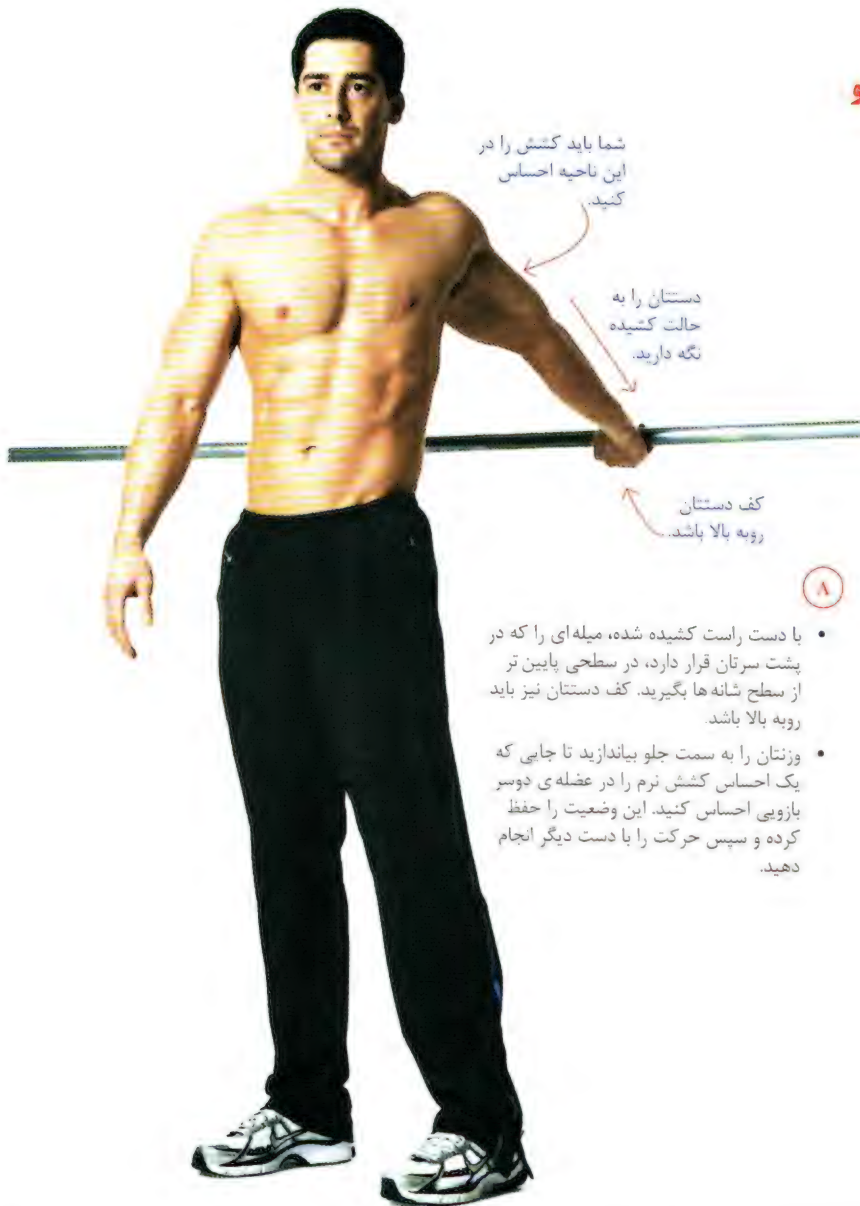 و
شما باید کشش را در
این ناحیه احساس
کنید.
دستتان را به
حالت کشیده
نگه دارید.
کف دستتان
روبه بالا باشد.
۸
• با دست راست کشیده شده، میله‌ای را که در
پشت سرتان قرار دارد، در سطحی پایین تر
از سطح شانه ها بگیرید. کف دستتان نیز باید
روبه بالا باشد.
• وزنتان را به سمت جلو بیاندازید تا جایی که
یک احساس کشش نرم را در عضله ی دوسر
بازویی احساس کنید. این وضعیت را حفظ
کرده و سپس حرکت را با دست دیگر انجام
دهید.